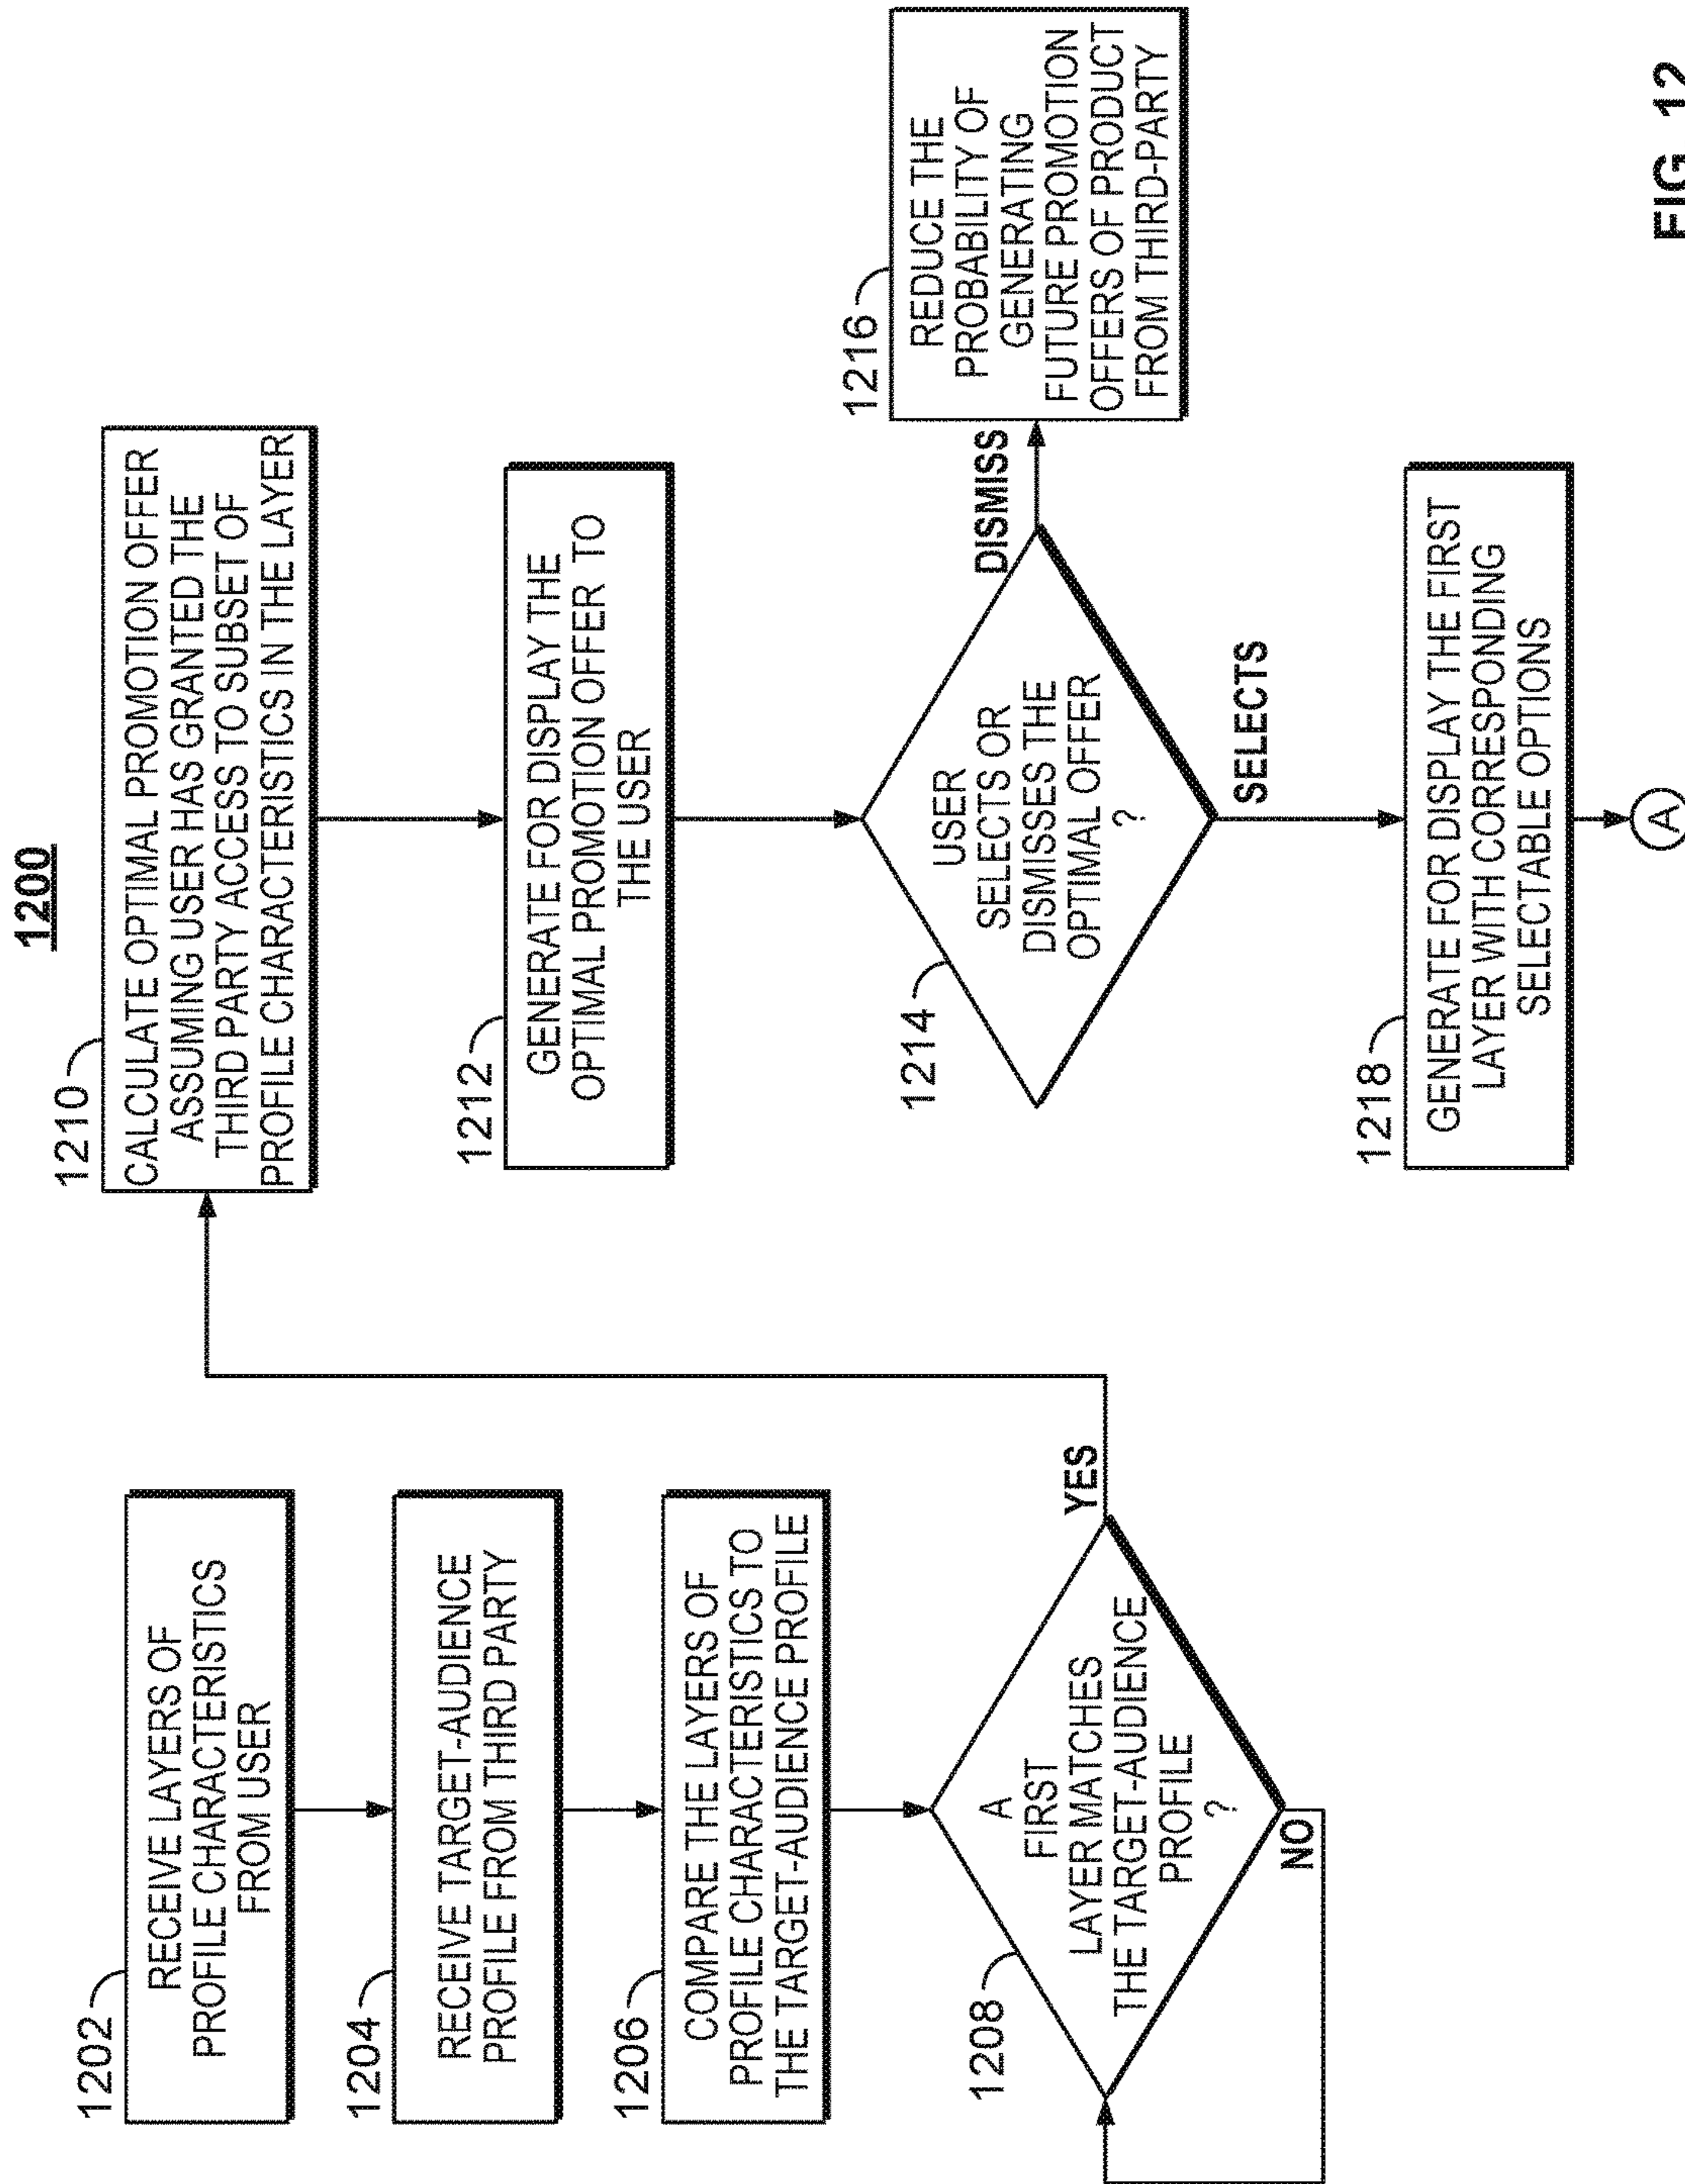 1200
1202
RECEIVE LAYERS OF
PROFILE CHARACTERISTICS
FROM USER
1204
RECEIVE TARGET-AUDIENCE
PROFILE FROM THIRD PARTY
1206
COMPARE THE LAYERS OF
PROFILE CHARACTERISTICS TO
THE TARGET-AUDIENCE PROFILE
1208
A
FIRST
LAYER MATCHES
THE TARGET-AUDIENCE
PROFILE
?
YES
NO
1210
CALCULATE OPTIMAL PROMOTION OFFER
ASSUMING USER HAS GRANTED THE
THIRD PARTY ACCESS TO SUBSET OF
PROFILE CHARACTERISTICS IN THE LAYER
1212
GENERATE FOR DISPLAY THE
OPTIMAL PROMOTION OFFER TO
THE USER
1214
USER
SELECTS OR
DISMISSES THE
OPTIMAL OFFER
?
DISMISS
SELECTS
1216
REDUCE THE
PROBABILITY OF
GENERATING
FUTURE PROMOTION
OFFERS OF PRODUCT
FROM THIRD-PARTY
1218
GENERATE FOR DISPLAY THE FIRST
LAYER WITH CORRESPONDING
SELECTABLE OPTIONS
A
FIG. 12